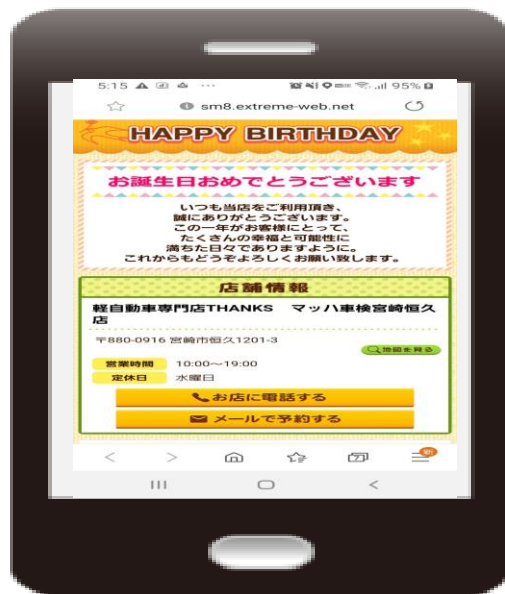 5:15 ... 95%
sm8.extreme-web.net
HAPPY BIRTHDAY
お誕生日おめでとうございます
いつも当店をご利用頂き、
誠にありがとうございます。
この一年がお客様にとって、
たくさんの幸福と可能性に
満ちた日々でありますように。
これからもどうぞよろしくお願い致します。
店舗情報
軽自動車専門店THANKS マッハ車検宮崎恒久
店
〒880-0916 宮崎市恒久1201-3
地図を見る
営業時間 10:00～19:00
定休日 水曜日
お店に電話する
メールで予約する
7
新